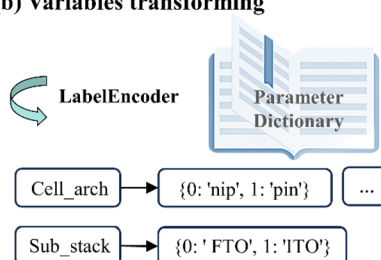 b) Variables transforming
LabelEncoder
Parameter
Dictionary
Cell_arch
{0: 'nip', 1: 'pin'}
...
Sub_stack
{0: ' FTO', 1: 'ITO'}